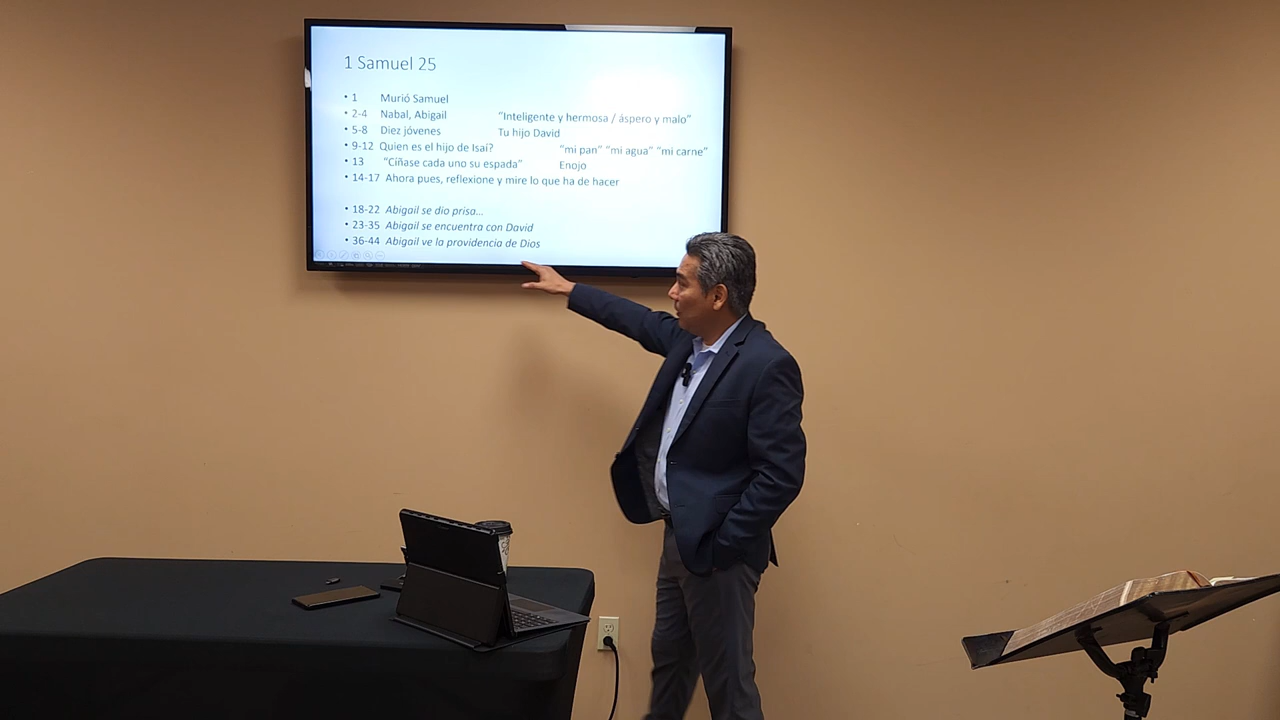 1 Samuel 25
• 1 Murió Samuel
• 2-4 Nabal, Abigail "Inteligente y hermosa / áspero y malo"
• 5-8 Diez jóvenes Tu hijo David
• 9-12 Quien es el hijo de Isaí? "mi pan" "mi agua" "mi carne"
• 13 "Cíñase cada uno su espada" Enojo
• 14-17 Ahora pues, reflexione y mire lo que ha de hacer
• 18-22 Abigail se dio prisa...
• 23-35 Abigail se encuentra con David
• 36-44 Abigail ve la providencia de Dios